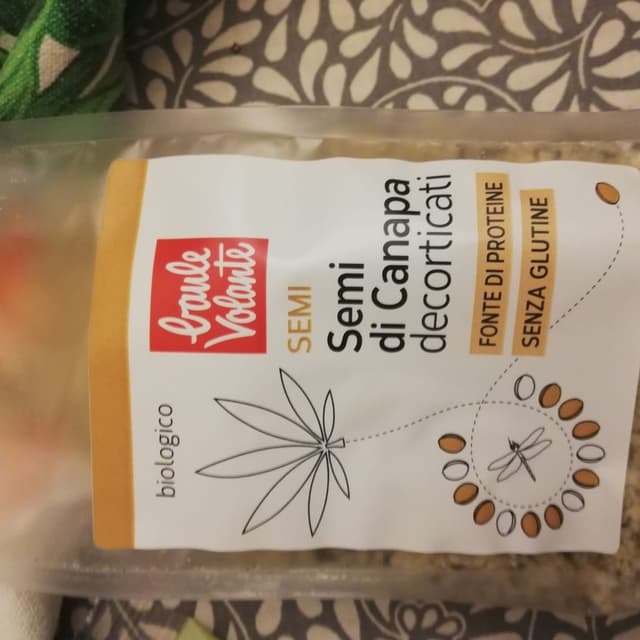 biologico
Baule
Volante
SEMI
Semi
di Canapa
decorticati
FONTE DI PROTEINE
SENZA GLUTINE